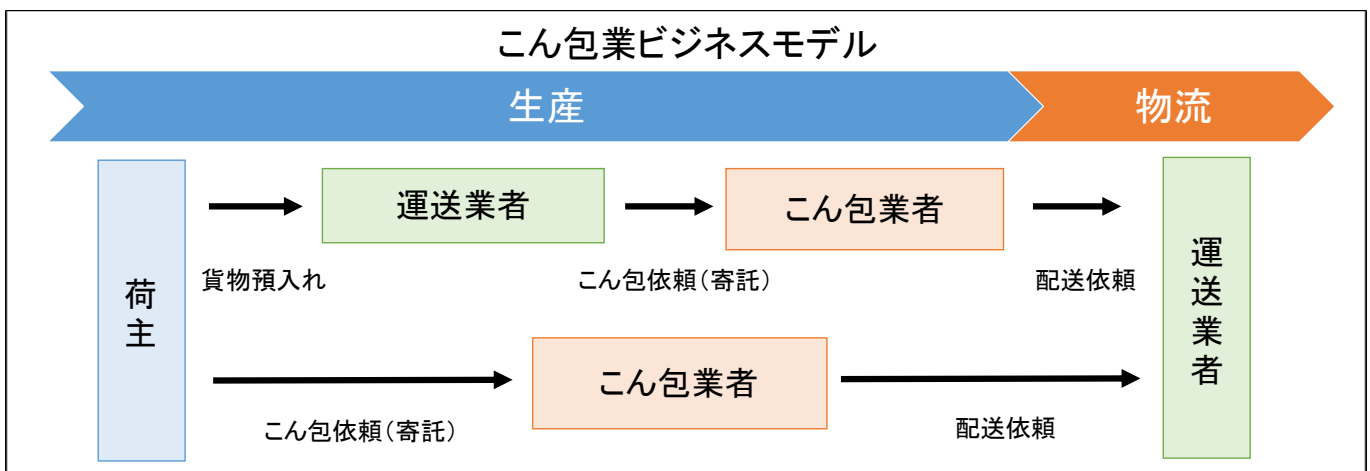 こん包業ビジネスモデル
生産
物流
荷主
運送業者
こん包業者
貨物預入れ
こん包依頼(寄託)
配送依頼
こん包業者
こん包依頼(寄託)
配送依頼
運送業者